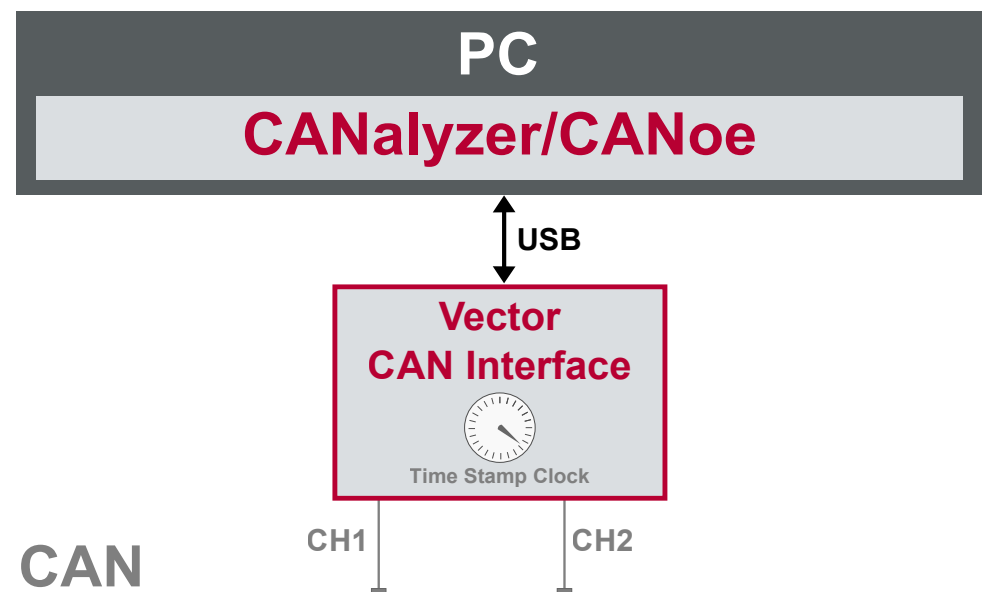 PC
CANalyzer/CANoe
USB
Vector
CAN Interface
Time Stamp Clock
CH1
CH2
CAN